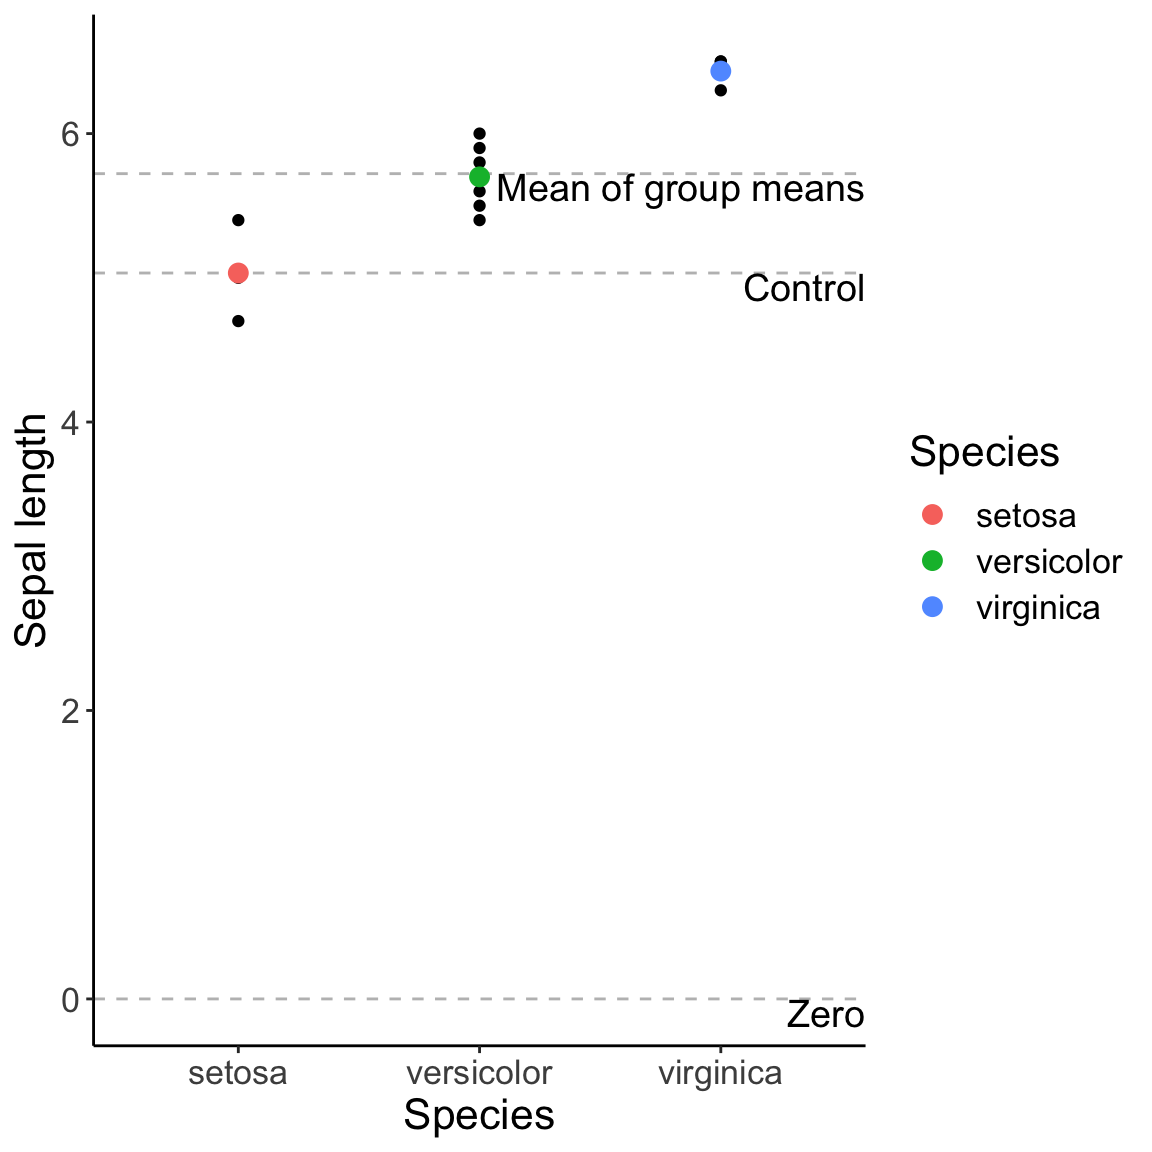 6
Mean of group means
Control
4
Sepal length
Species
setosa
versicolor
virginica
2
0
Zero
setosa versicolor virginica
Species